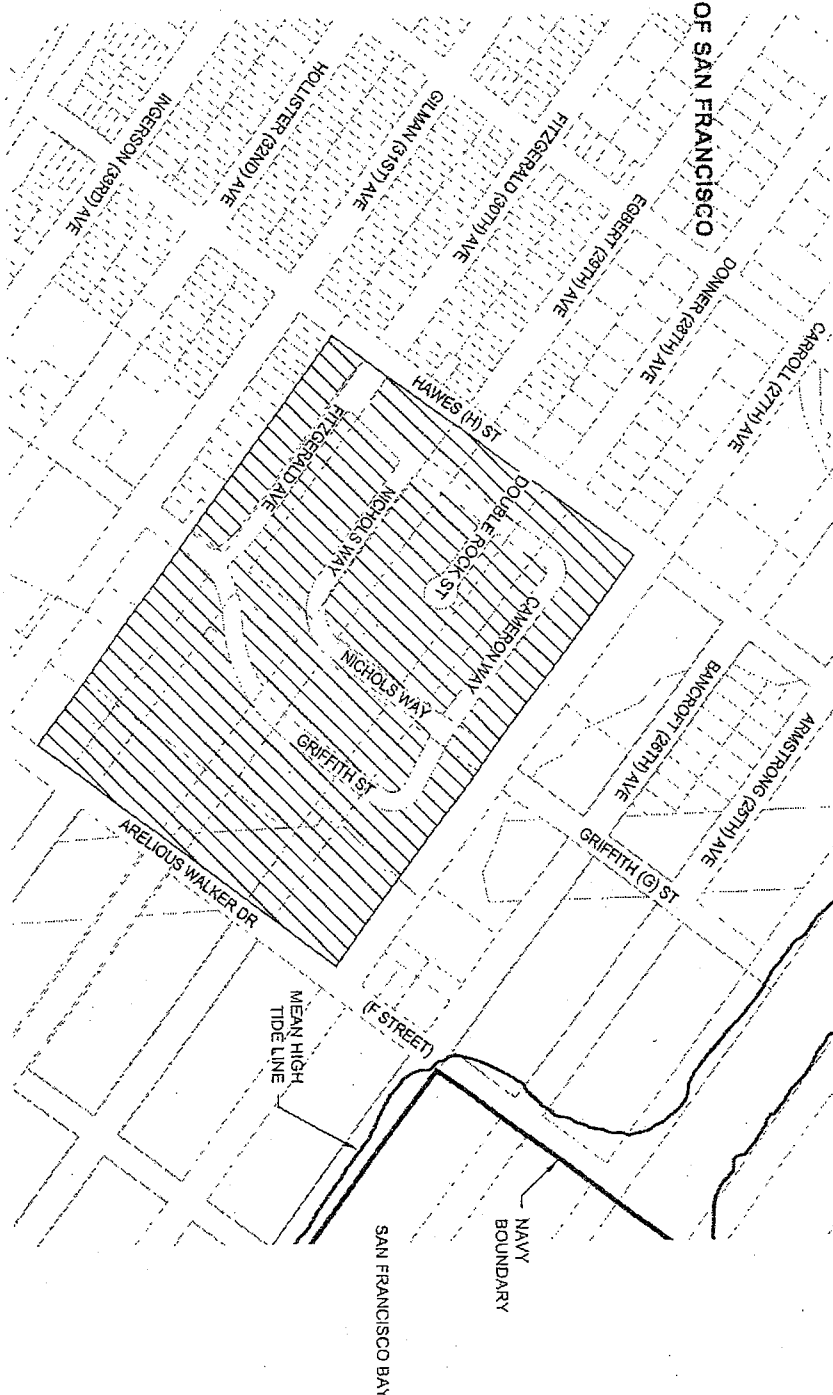 OF SAN FRANCISCO
INGERSON (33RD) AVE
HOLLISTER (32ND) AVE
GILMAN (31ST) AVE
FITZGERALD (30TH) AVE
EGBERT (29TH) AVE
DONNER (28TH) AVE
CARROLL (27TH) AVE
HAWES (H) ST
FITZGERALD AVE
NICHOLS WAY
DOUBLE ROCK ST
CAMERON WAY
NICHOLS WAY
GRIFFITH ST
BANCROFT (26TH) AVE
ARMSTRONG (25TH) AVE
GRIFFITH (G) ST
ARELIOUS WALKER DR
(F STREET)
MEAN HIGH
TIDE LINE
NAVY
BOUNDARY
SAN FRANCISCO BAY